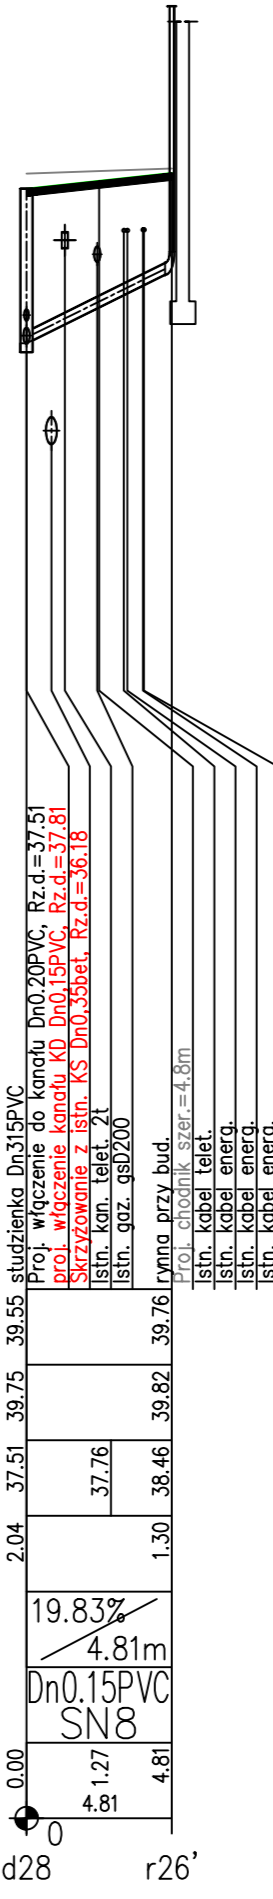 studzienka Dn315PVC
Proj. włączenie do kanału Dn0.20PVC, Rz.d.=37.51
proj. włączenie kanału KD Dn0,15PVC, Rz.d.=37.81
Skrzyżowanie z istn. KS Dn0,35bet, Rz.d.=36.18
Istn. kan. telet. 2t
Istn. gaz. gsD200
rynna przy bud.
Proj. chodnik szer.=4.8m
Istn. kabel telet.
Istn. kabel energ.
Istn. kabel energ.
Istn. kabel energ.
39.55 39.76
39.75 39.82
37.51 37.76 38.46
2.04 1.30
19.83%
4.81m
Dn0.15PVC
SN8
0.00 1.27 4.81
4.81
0
d28 r26'